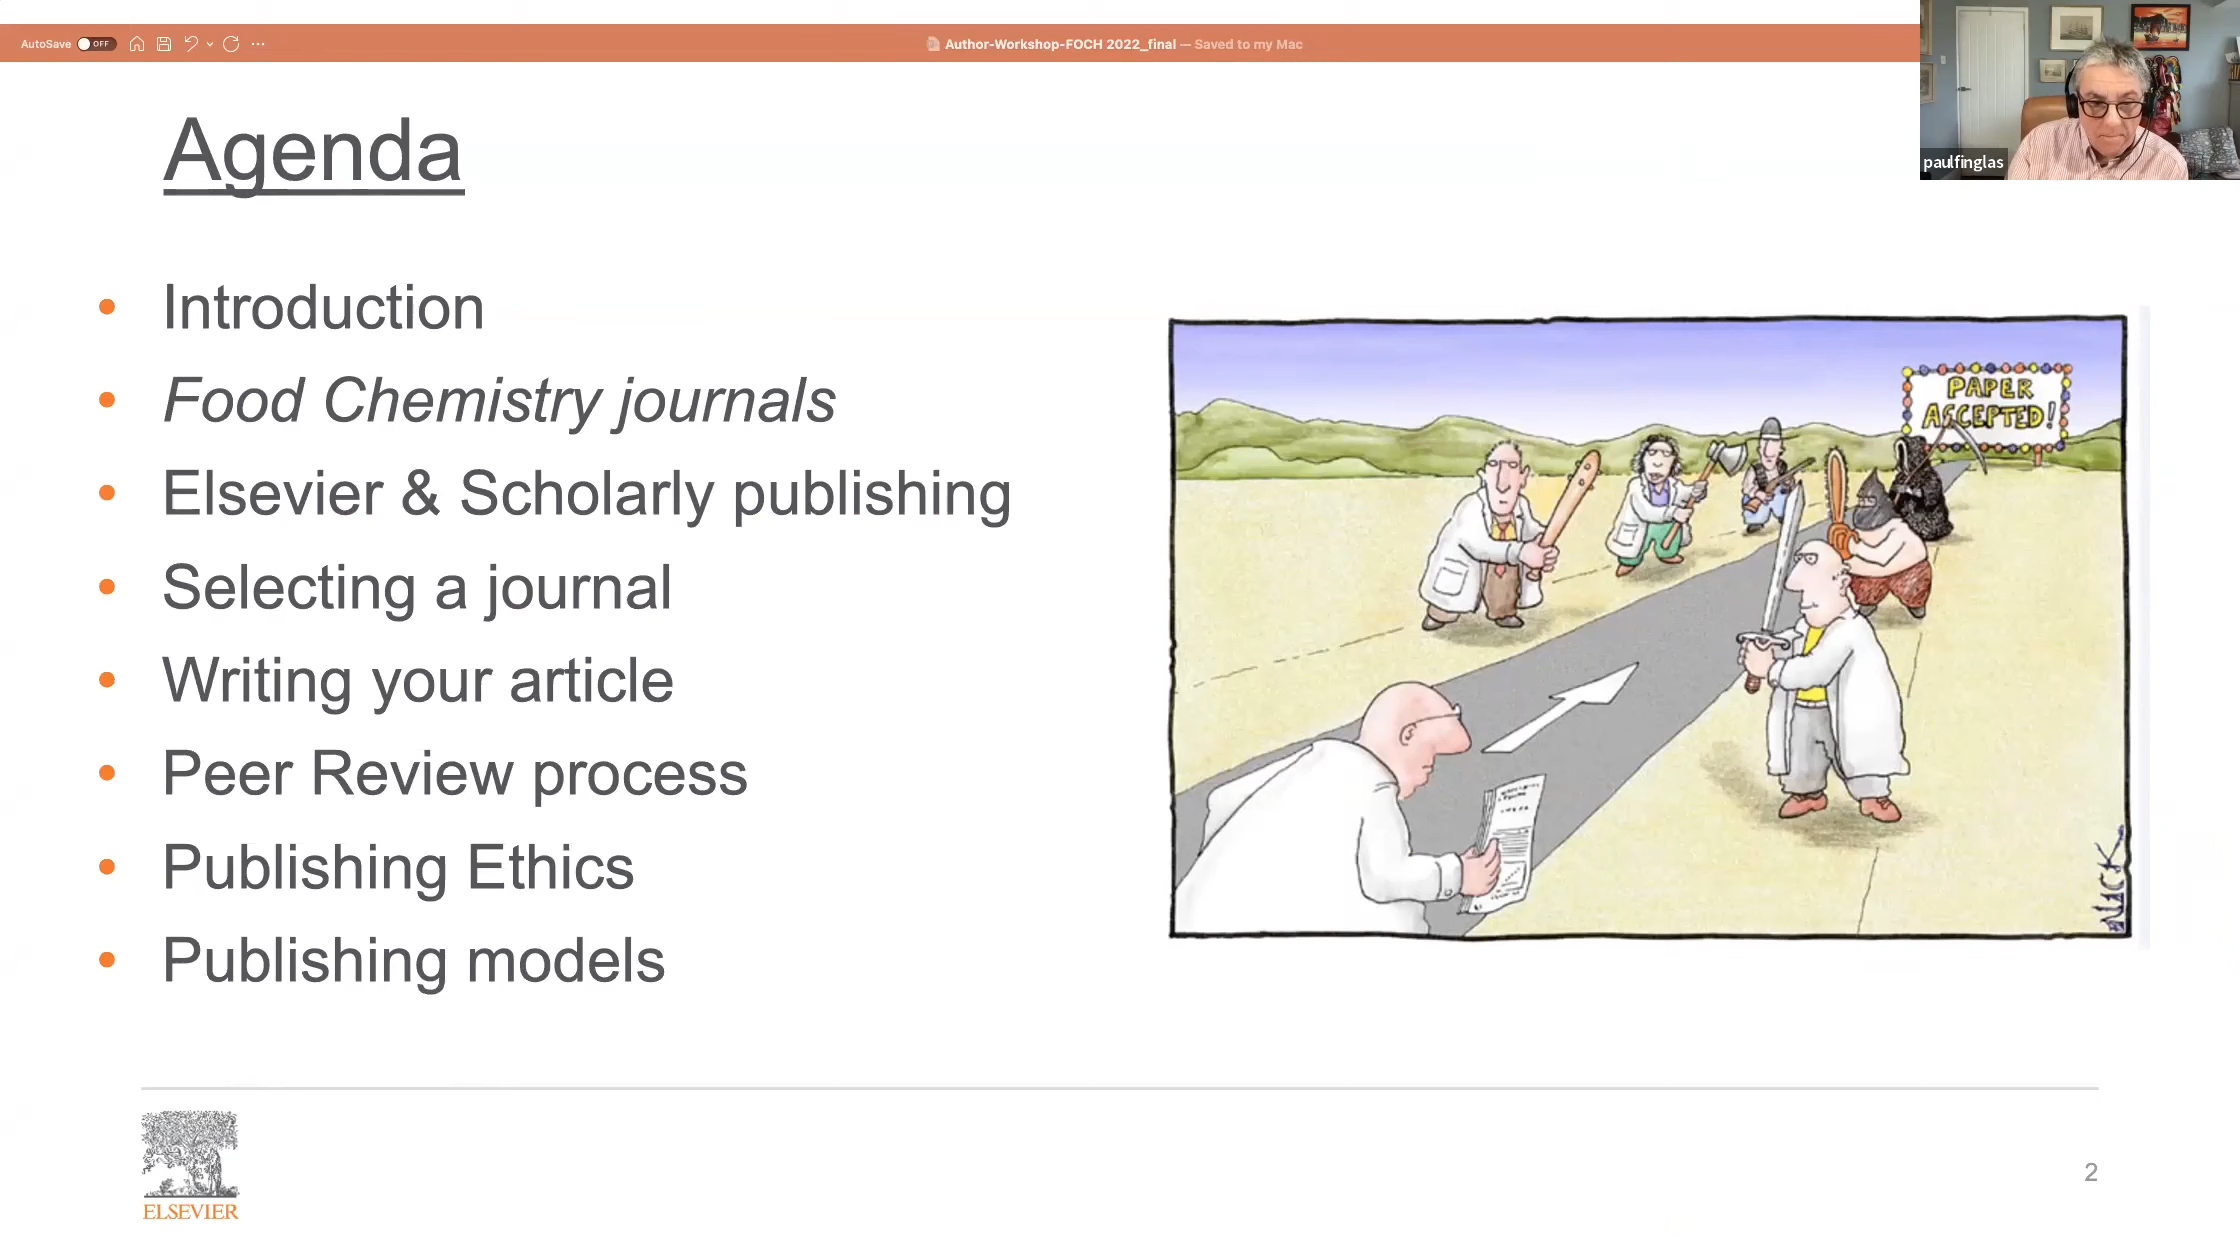 AutoSave OFF
Author-Workshop-FOCH 2022_final — Saved to my Mac
paulfinglas
Agenda
• Introduction
• Food Chemistry journals
• Elsevier & Scholarly publishing
• Selecting a journal
• Writing your article
• Peer Review process
• Publishing Ethics
• Publishing models
PAPER
ACCEPTED!
NICK
ELSEVIER
2